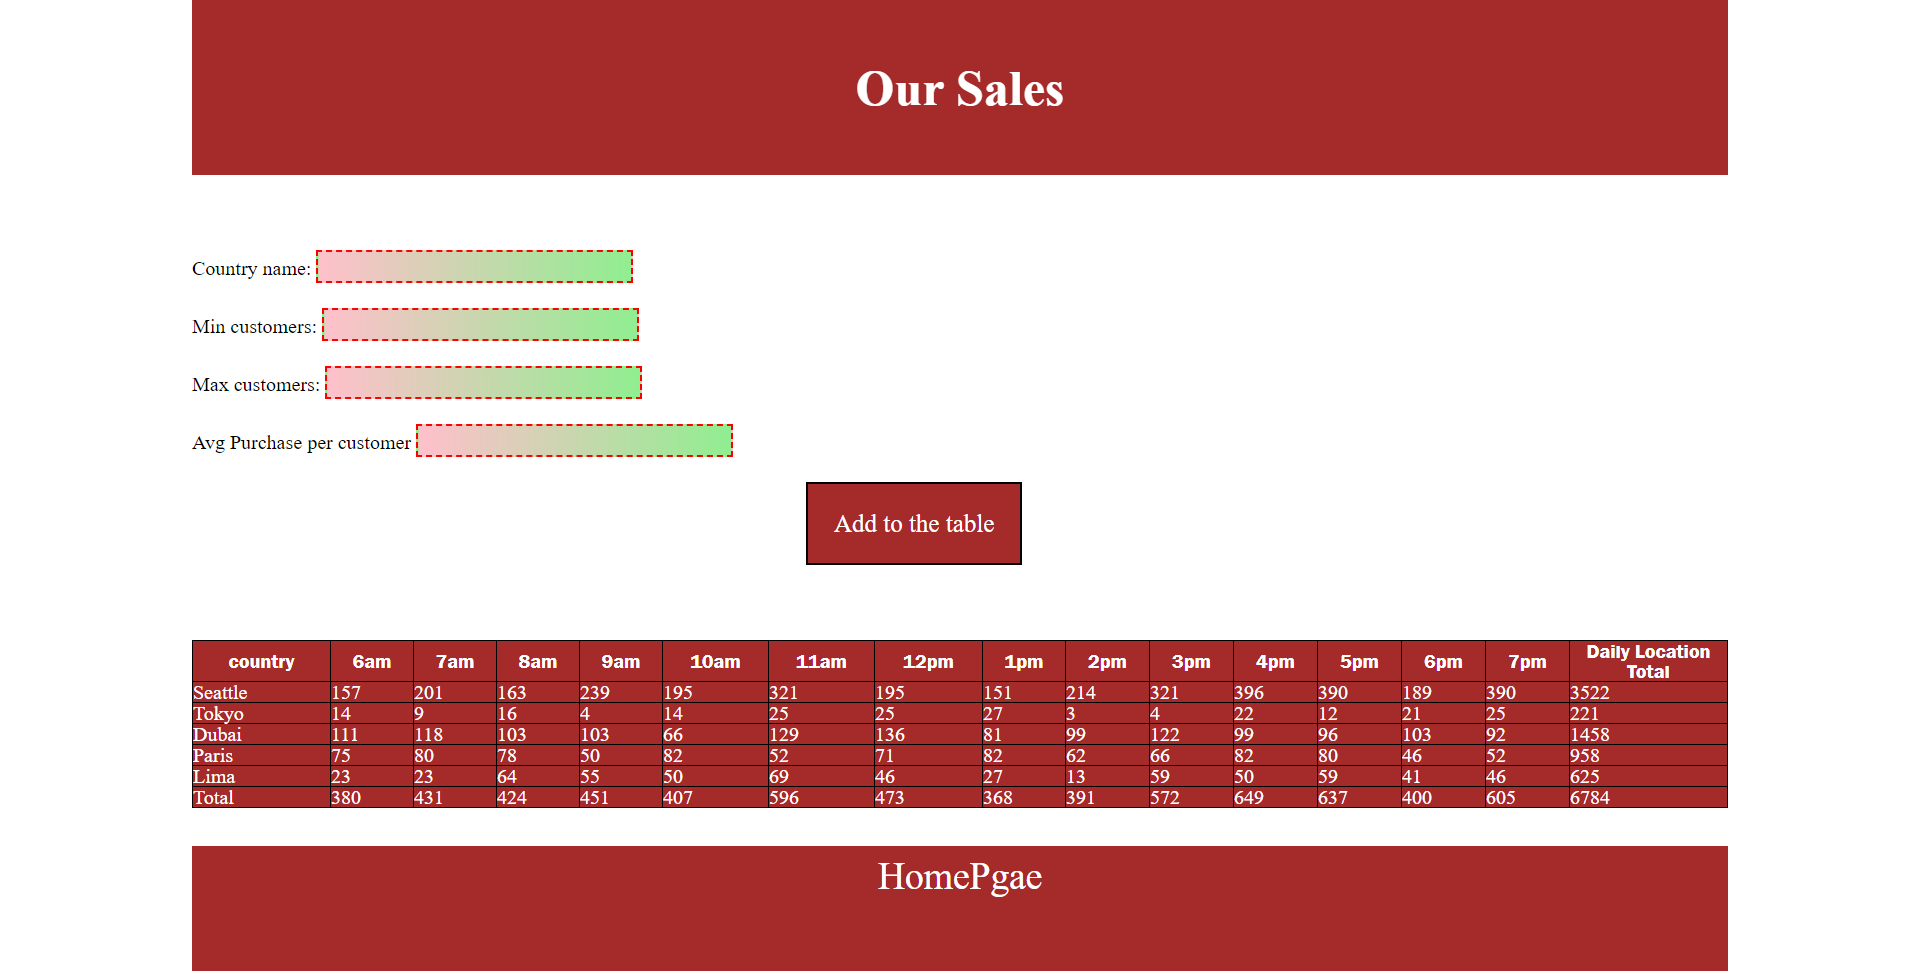 Our Sales
Country name:
Min customers:
Max customers:
Avg Purchase per customer
Add to the table
country 6am 7am 8am 9am 10am 11am 12pm 1pm 2pm 3pm 4pm 5pm 6pm 7pm Daily Location Total
Seattle 157 201 163 239 195 321 195 151 214 321 396 390 189 390 3522
Tokyo 14 9 16 4 14 25 25 27 3 4 22 12 21 25 221
Dubai 111 118 103 103 66 129 136 81 99 122 99 96 103 92 1458
Paris 75 80 78 50 82 52 71 82 62 66 82 80 46 52 958
Lima 23 23 64 55 50 69 46 27 13 59 50 59 41 46 625
Total 380 431 424 451 407 596 473 368 391 572 649 637 400 605 6784
HomePgae